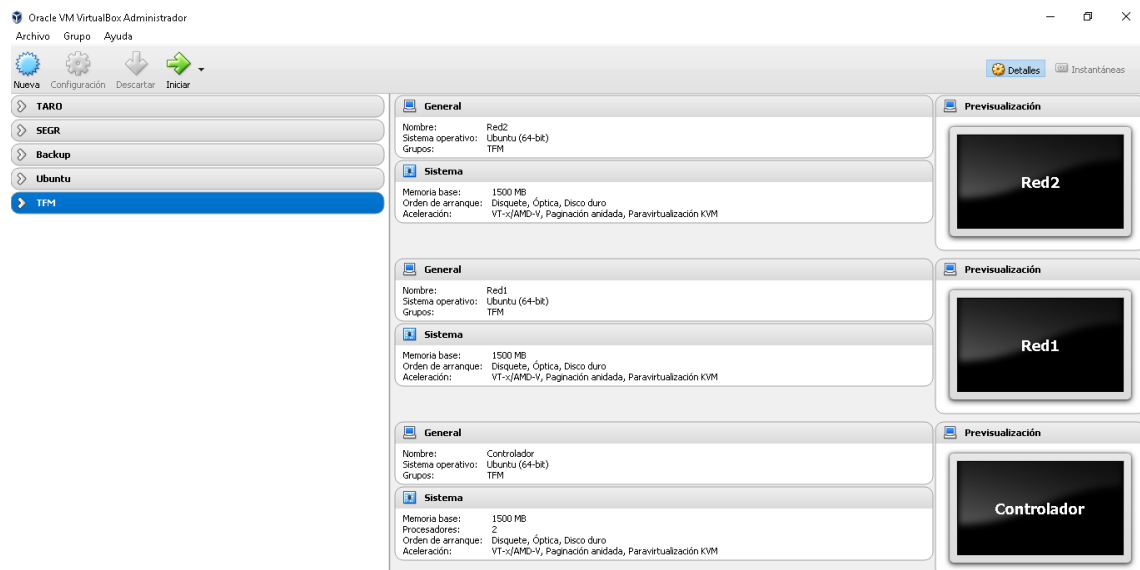 Oracle VM VirtualBox Administrador
Archivo Grupo Ayuda
Nueva Configuración Descartar Iniciar
Detalles Instantáneas
TARO
SEGR
Backup
Ubuntu
TFM
General
Nombre: Red2
Sistema operativo: Ubuntu (64-bit)
Grupos: TFM
Sistema
Memoria base: 1500 MB
Orden de arranque: Disquete, Óptica, Disco duro
Aceleración: VT-x/AMD-V, Paginación anidada, Paravirtualización KVM
Previsualización
Red2
General
Nombre: Red1
Sistema operativo: Ubuntu (64-bit)
Grupos: TFM
Sistema
Memoria base: 1500 MB
Orden de arranque: Disquete, Óptica, Disco duro
Aceleración: VT-x/AMD-V, Paginación anidada, Paravirtualización KVM
Previsualización
Red1
General
Nombre: Controlador
Sistema operativo: Ubuntu (64-bit)
Grupos: TFM
Sistema
Memoria base: 1500 MB
Procesadores: 2
Orden de arranque: Disquete, Óptica, Disco duro
Aceleración: VT-x/AMD-V, Paginación anidada, Paravirtualización KVM
Previsualización
Controlador